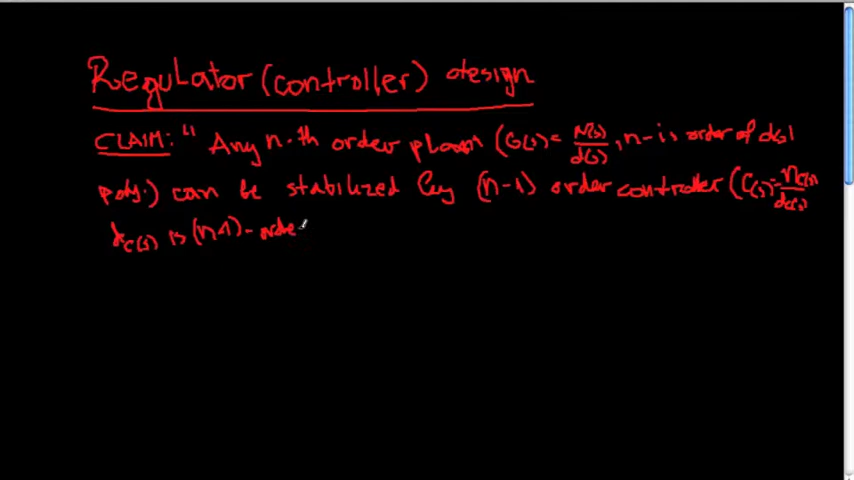 Regulator (controller) design
CLAIM: " Any n-th order plant (G(s) = N(s)/d(s), n - is order of d(s)
poly.) can be stabilized by (n-1) order controller (C(s) = nc(s)/dc(s)
dc(s) is (n-1) - orde